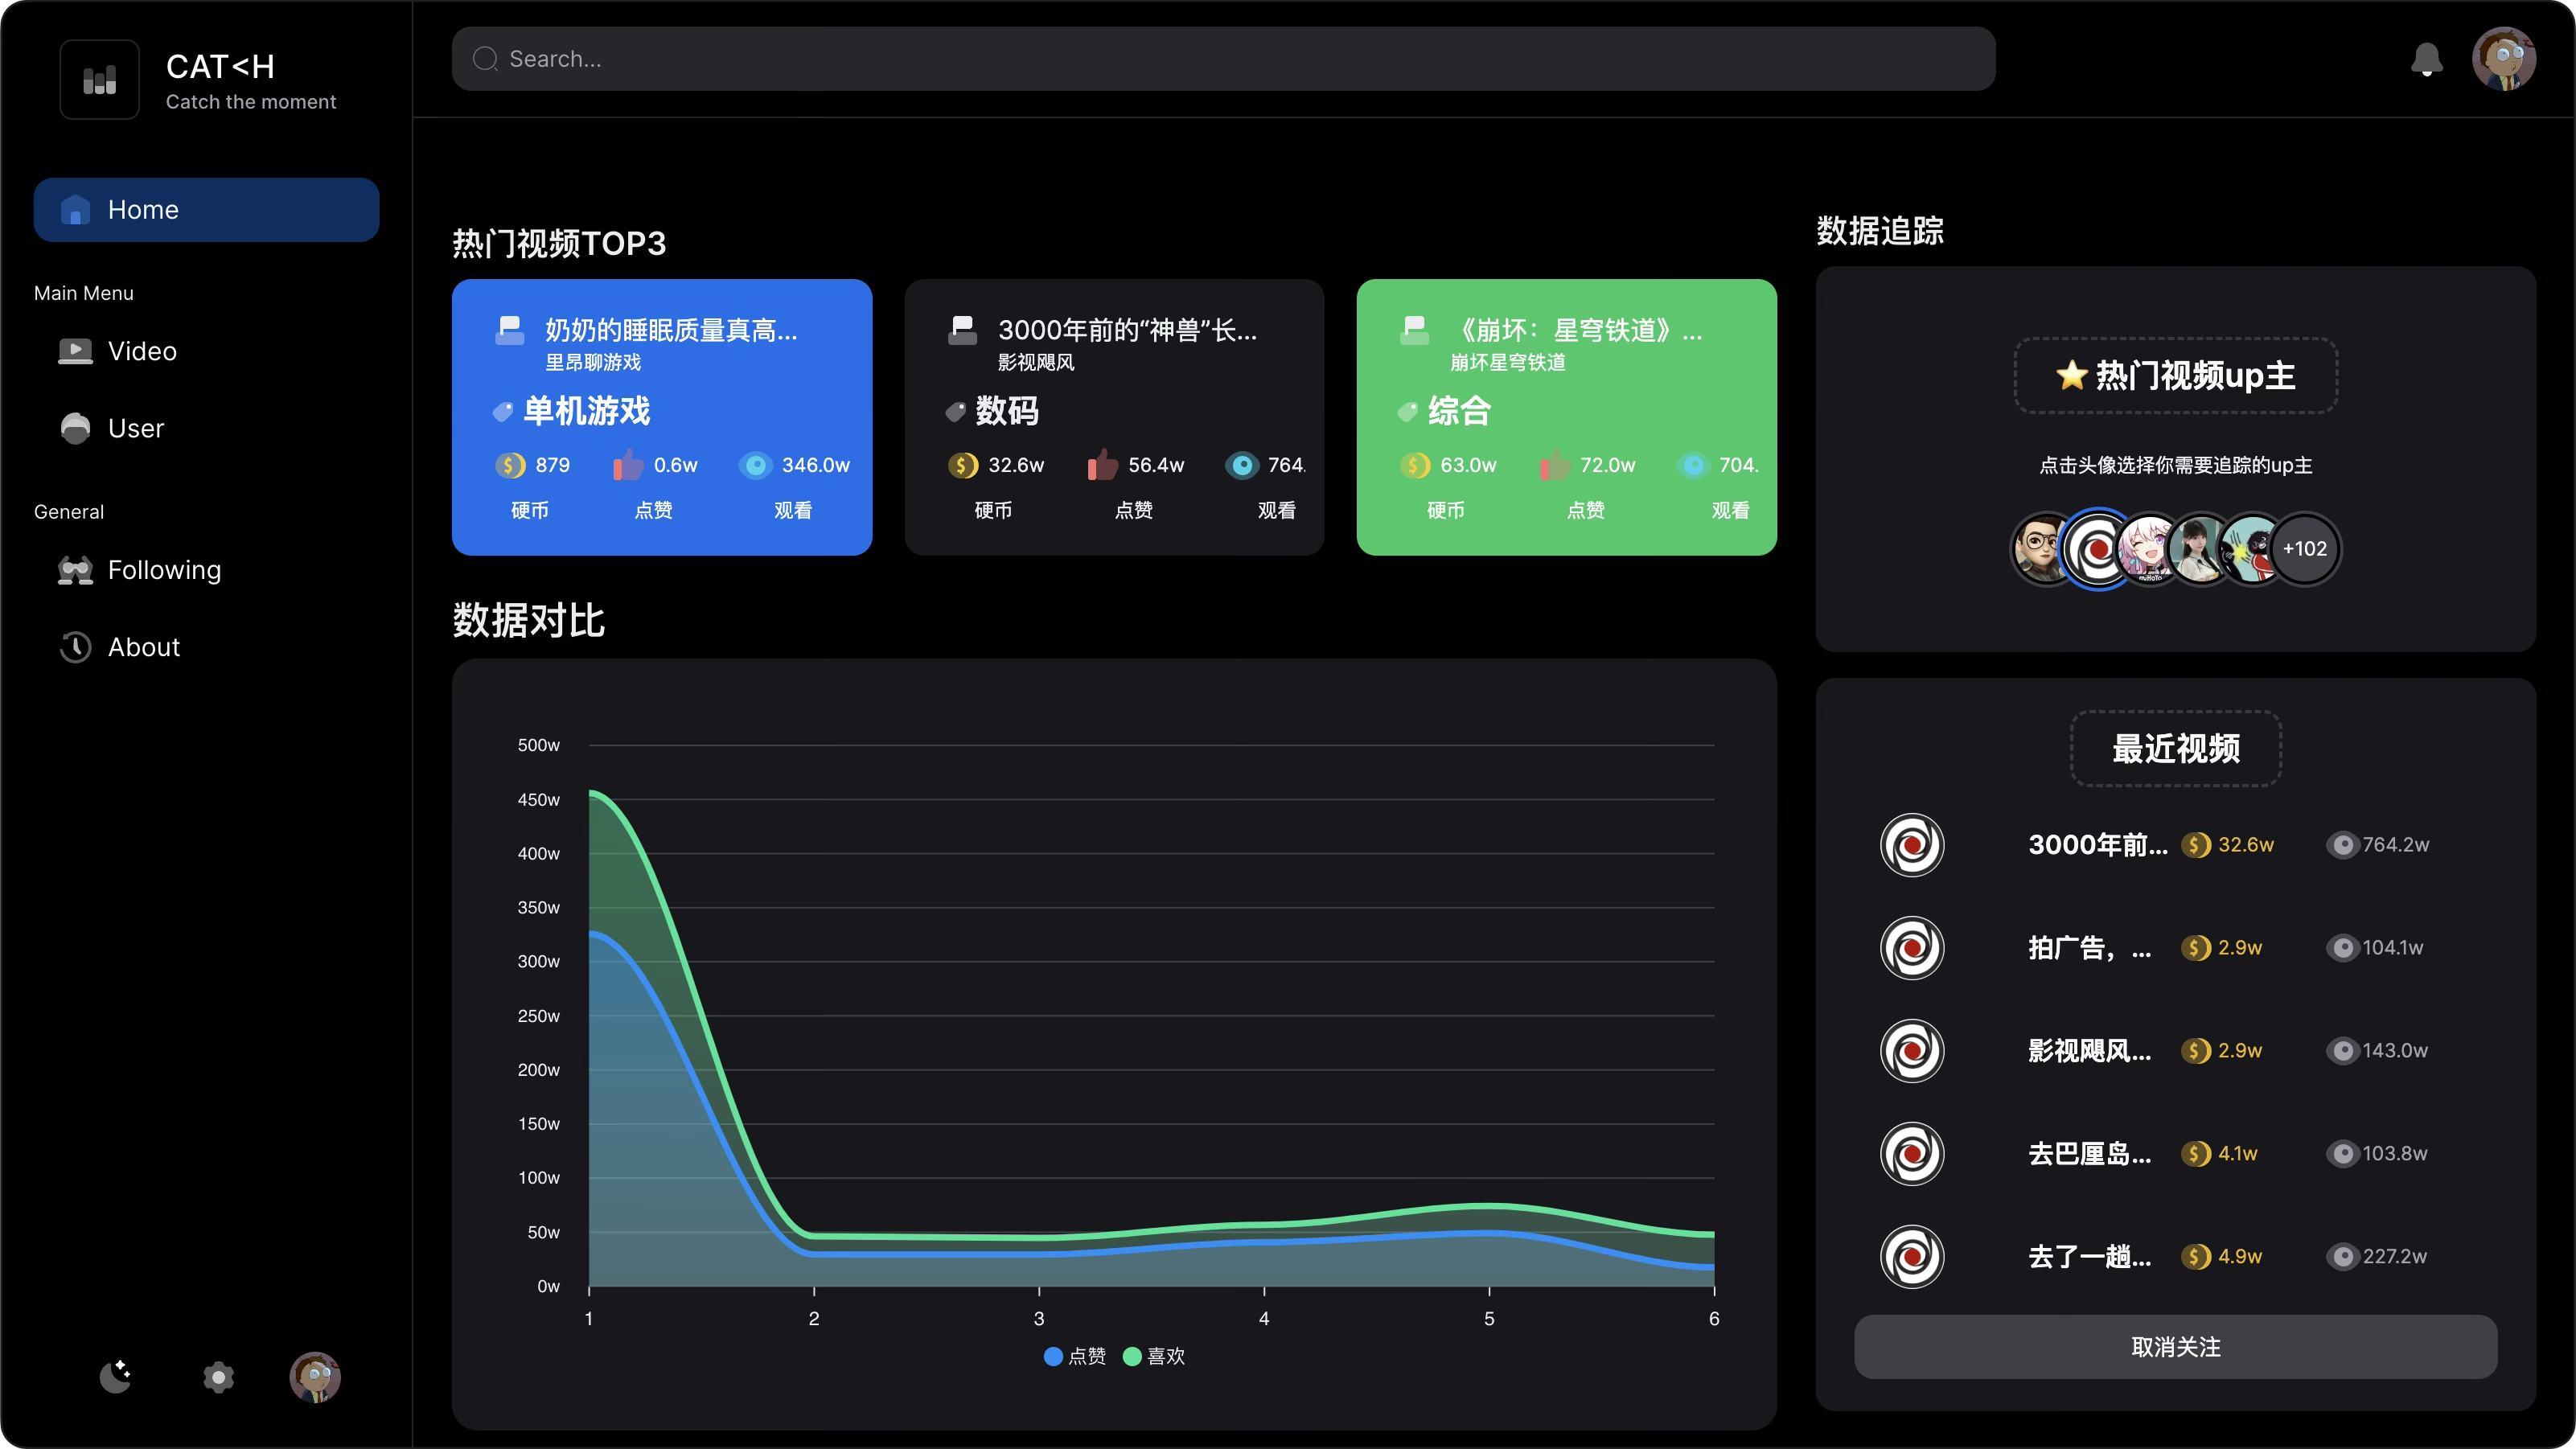 CAT<H
Catch the moment
Search...
Home
Main Menu
Video
User
General
Following
About
热门视频TOP3
奶奶的睡眠质量真高...
里昂聊游戏
单机游戏
879 0.6w 346.0w
硬币 点赞 观看
3000年前的“神兽”长...
影视飓风
数码
32.6w 56.4w 764.
硬币 点赞 观看
《崩坏：星穹铁道》...
崩坏星穹铁道
综合
63.0w 72.0w 704.
硬币 点赞 观看
数据对比
500w
450w
400w
350w
300w
250w
200w
150w
100w
50w
0w
1 2 3 4 5 6
点赞 喜欢
数据追踪
热门视频up主
点击头像选择你需要追踪的up主
+102
最近视频
3000年前... 32.6w 764.2w
拍广告，... 2.9w 104.1w
影视飓风... 2.9w 143.0w
去巴厘岛... 4.1w 103.8w
去了一趟... 4.9w 227.2w
取消关注